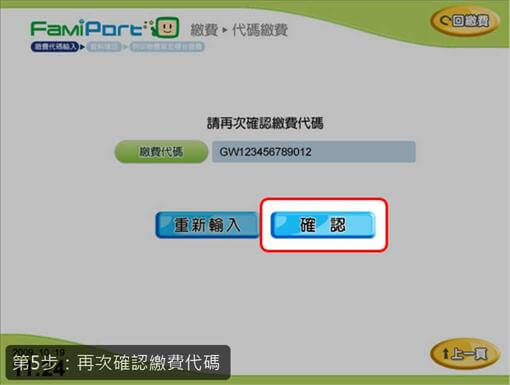 FamiPort 繳費▶代碼繳費
回繳費
繳費代碼輸入
請再次確認繳費代碼
繳費代碼 GW123456789012
重新輸入 確認
第5步：再次確認繳費代碼
11:24
上一頁